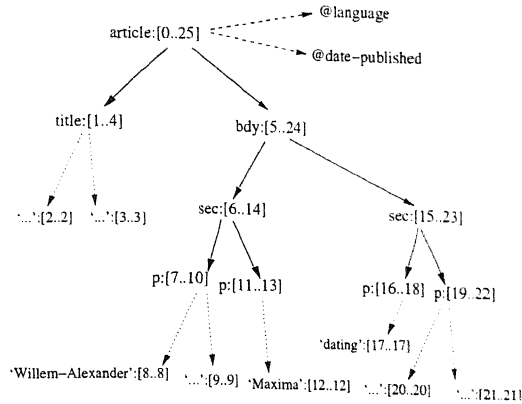 @language
article:[0..25]
@date-published
title:[1..4]
bdy:[5..24]
'...':[2..2] '...':[3..3]
sec:[6..14]
sec:[15..23]
p:[7..10] p:[11..13]
p:[16..18] p:[19..22]
'dating':[17..17]
'Willem-Alexander':[8..8] '...':[9..9] 'Maxima':[12..12] '...':[20..20] '...':[21..21]